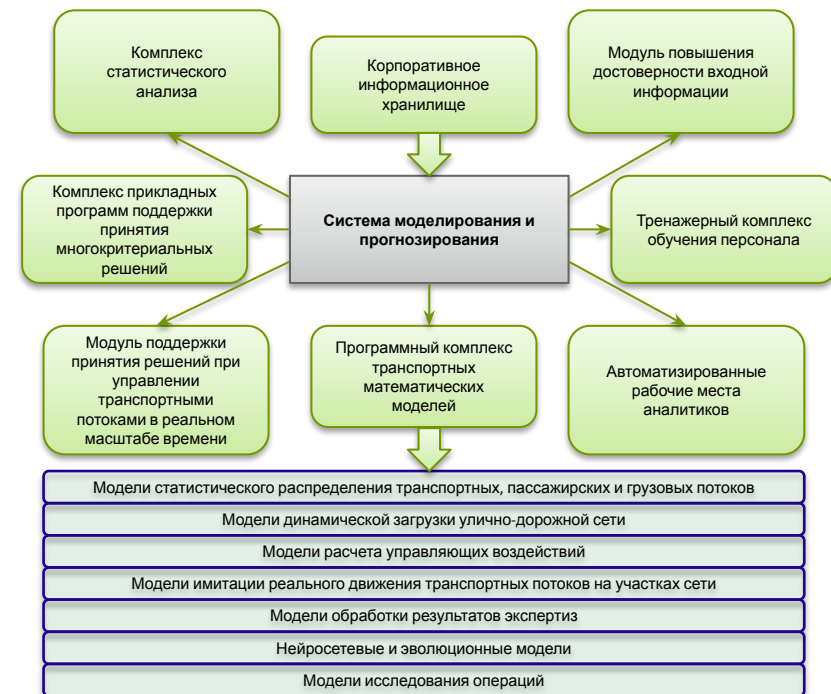 Комплекс
статистического
анализа
Корпоративное
информационное
хранилище
Модуль повышения
достоверности входной
информации
Комплекс прикладных
программ поддержки
принятия
многокритериальных
решений
Система моделирования и
прогнозирования
Тренажерный комплекс
обучения персонала
Модуль поддержки
принятия решений при
управлении
транспортными
потоками в реальном
масштабе времени
Программный комплекс
транспортных
математических
моделей
Автоматизированные
рабочие места
аналитиков
Модели статистического распределения транспортных, пассажирских и грузовых потоков
Модели динамической загрузки улично-дорожной сети
Модели расчета управляющих воздействий
Модели имитации реального движения транспортных потоков на участках сети
Модели обработки результатов экспертиз
Нейросетевые и эволюционные модели
Модели исследования операций